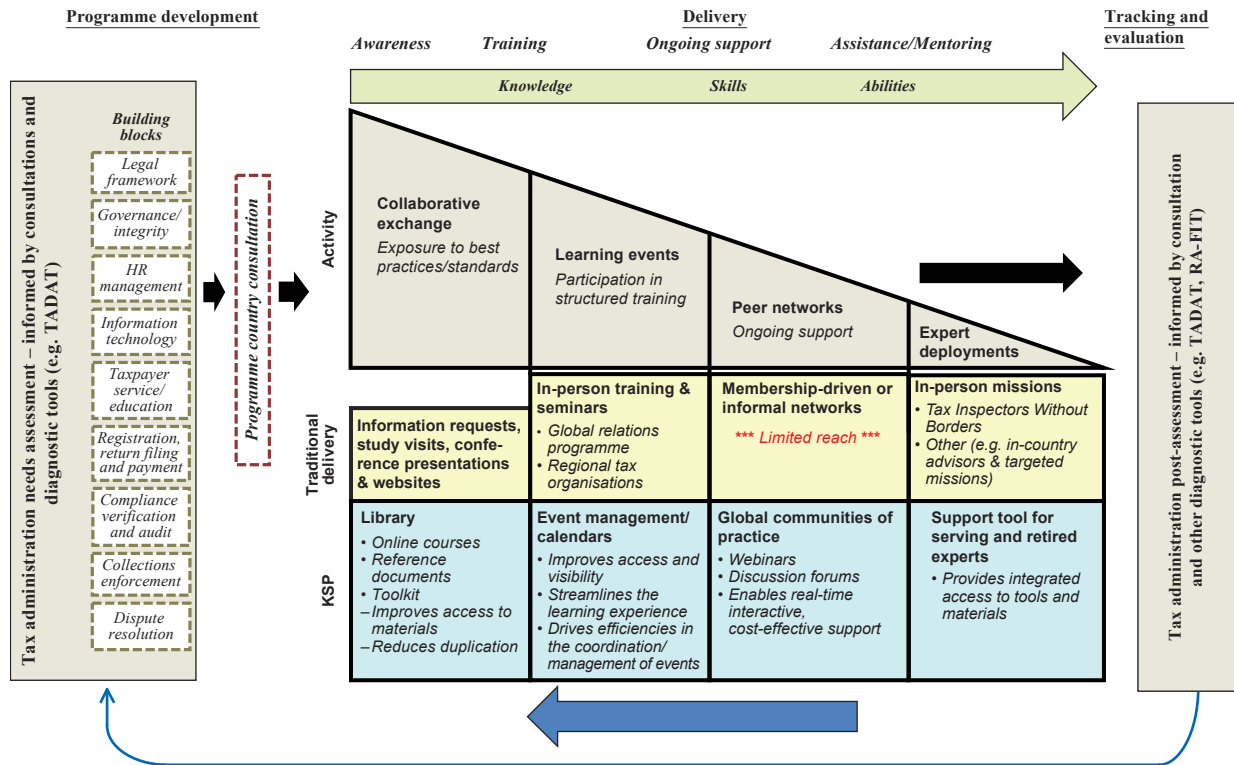 Programme development
Delivery
Tracking and
evaluation
Awareness
Training
Ongoing support
Assistance/Mentoring
Knowledge
Skills
Abilities
Tax administration needs assessment – informed by consultations and
diagnostic tools (e.g. TADAT)
Building
blocks
Legal
framework
Governance/
integrity
HR
management
Information
technology
Taxpayer
service/
education
Registration,
return filing
and payment
Compliance
verification
and audit
Collections
enforcement
Dispute
resolution
Programme country consultation
Activity
Collaborative
exchange
Exposure to best
practices/standards
Learning events
Participation in
structured training
Peer networks
Ongoing support
Expert
deployments
Traditional
delivery
Information requests,
study visits, confe-
rence presentations
& websites
In-person training &
seminars
• Global relations
programme
• Regional tax
organisations
Membership-driven or
informal networks
*** Limited reach ***
In-person missions
• Tax Inspectors Without
Borders
• Other (e.g. in-country
advisors & targeted
missions)
KSP
Library
• Online courses
• Reference
documents
• Toolkit
– Improves access to
materials
– Reduces duplication
Event management/
calendars
• Improves access and
visibility
• Streamlines the
learning experience
• Drives efficiencies in
the coordination/
management of events
Global communities of
practice
• Webinars
• Discussion forums
• Enables real-time
interactive,
cost-effective support
Support tool for
serving and retired
experts
• Provides integrated
access to tools and
materials
Tax administration post-assessment – informed by consultation
and other diagnostic tools (e.g. TADAT, RA-FIT)